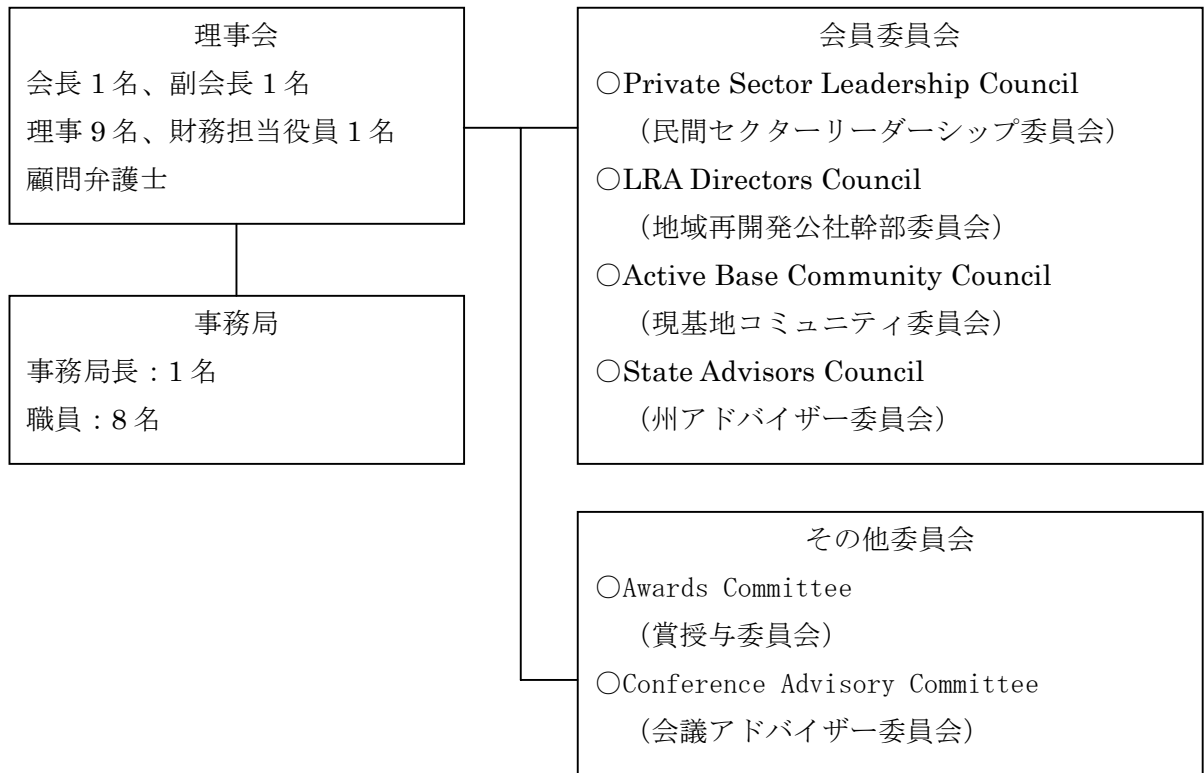 理事会
会長 1 名、副会長 1 名
理事 9 名、財務担当役員 1 名
顧問弁護士
事務局
事務局長：1 名
職員：8 名
会員委員会
○Private Sector Leadership Council
（民間セクターリーダーシップ委員会）
○LRA Directors Council
（地域再開発公社幹部委員会）
○Active Base Community Council
（現基地コミュニティ委員会）
○State Advisors Council
（州アドバイザー委員会）
その他委員会
○Awards Committee
（賞授与委員会）
○Conference Advisory Committee
（会議アドバイザー委員会）